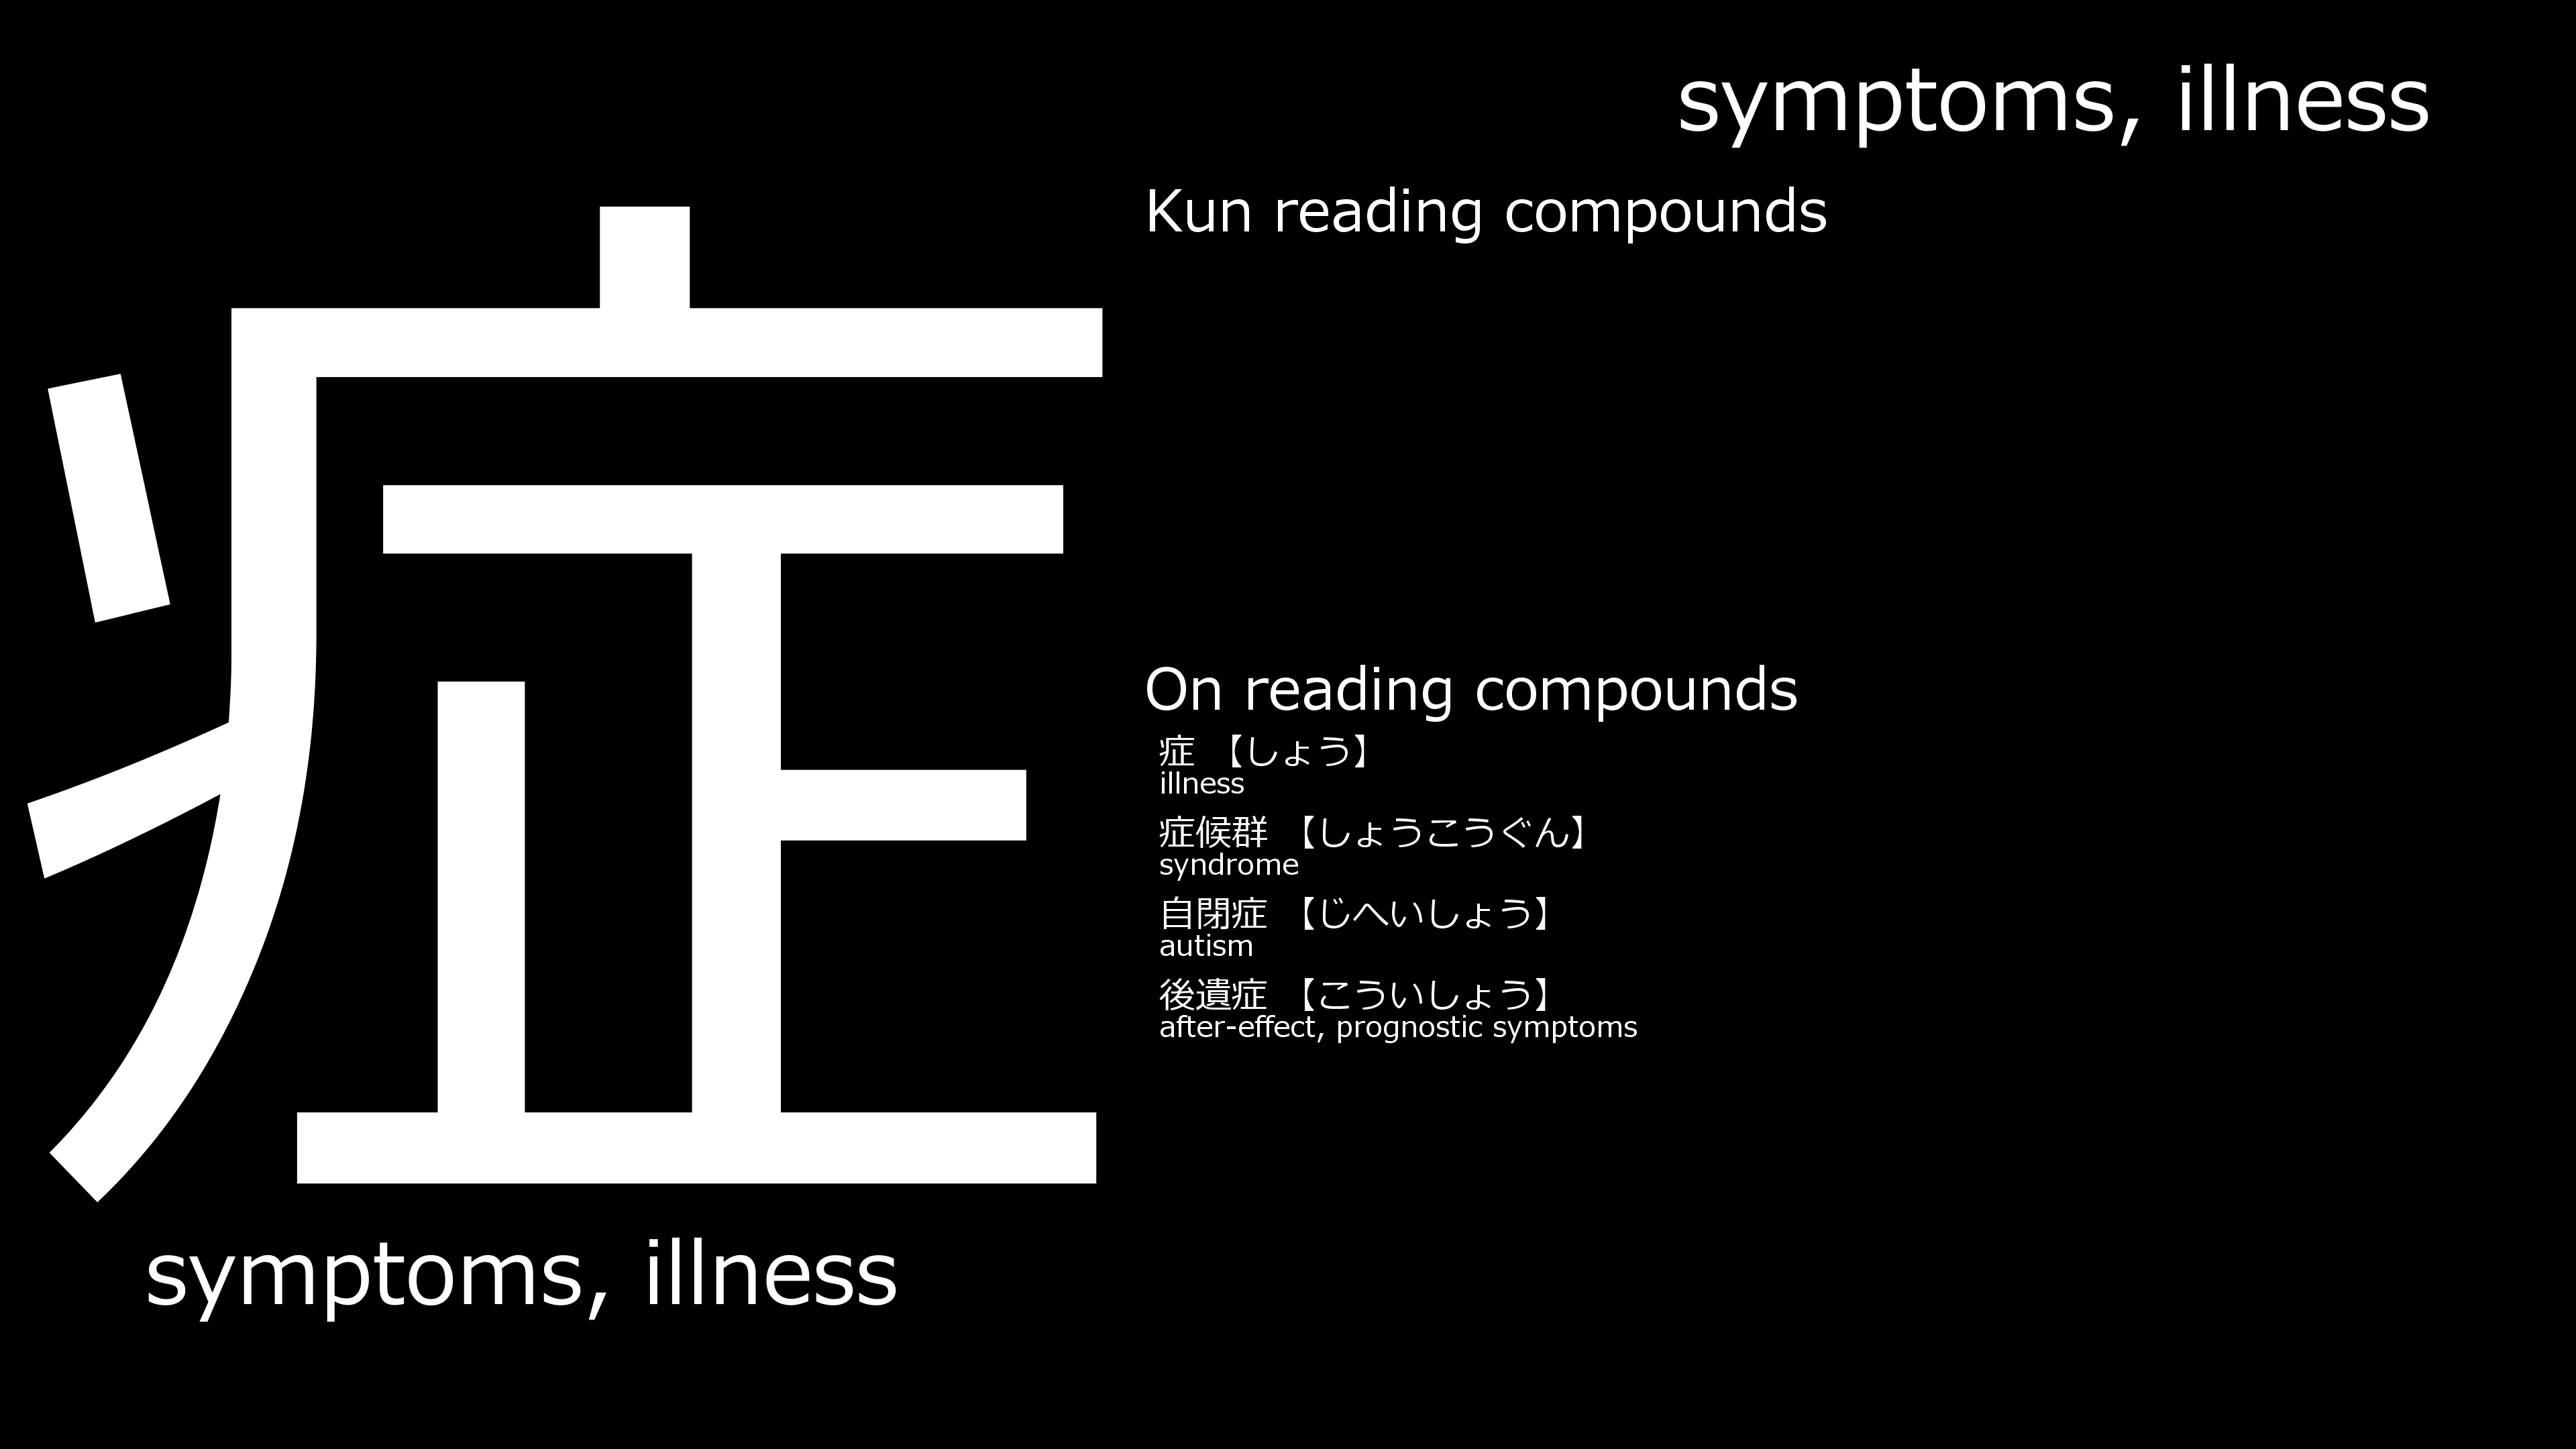 症
symptoms, illness
symptoms, illness
Kun reading compounds
On reading compounds
症 【しょう】
illness
症候群 【しょうこうぐん】
syndrome
自閉症 【じへいしょう】
autism
後遺症 【こういしょう】
after-effect, prognostic symptoms